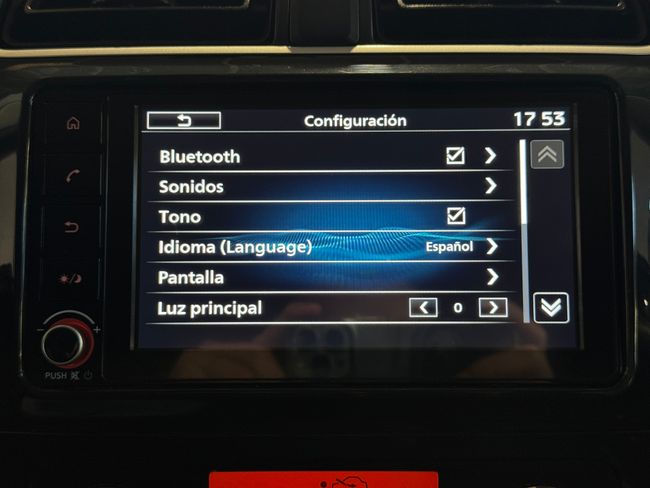 Configuración 17 53
Bluetooth
Sonidos
Tono
Idioma (Language) Español
Pantalla
Luz principal 0
PUSH